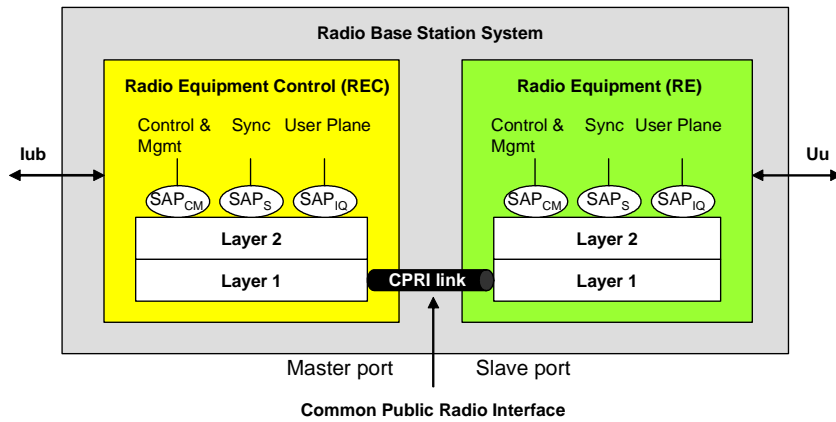 Radio Base Station System
Radio Equipment Control (REC)
Radio Equipment (RE)
Control & Sync User Plane
Mgmt
Control & Sync User Plane
Mgmt
Iub
Uu
SAPCM SAPS SAPIQ
SAPCM SAPS SAPIQ
Layer 2
Layer 2
Layer 1
CPRI link
Layer 1
Master port
Slave port
Common Public Radio Interface